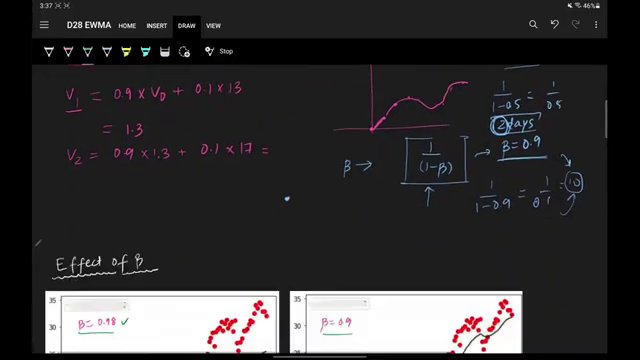 3:37
46%
D28 EWMA HOME INSERT DRAW VIEW
Stop
V1 = 0.9 × V0 + 0.1 × 13
= 1.3
V2 = 0.9 × 1.3 + 0.1 × 17 =
1/(1-0.5) = 1/0.5
2 days
β = 0.9
β → 1/(1-β) →
1/(1-0.9) = 1/0.1 = 10
Effect of β
35
β = 0.98 ✓
30
35
β = 0.9
30